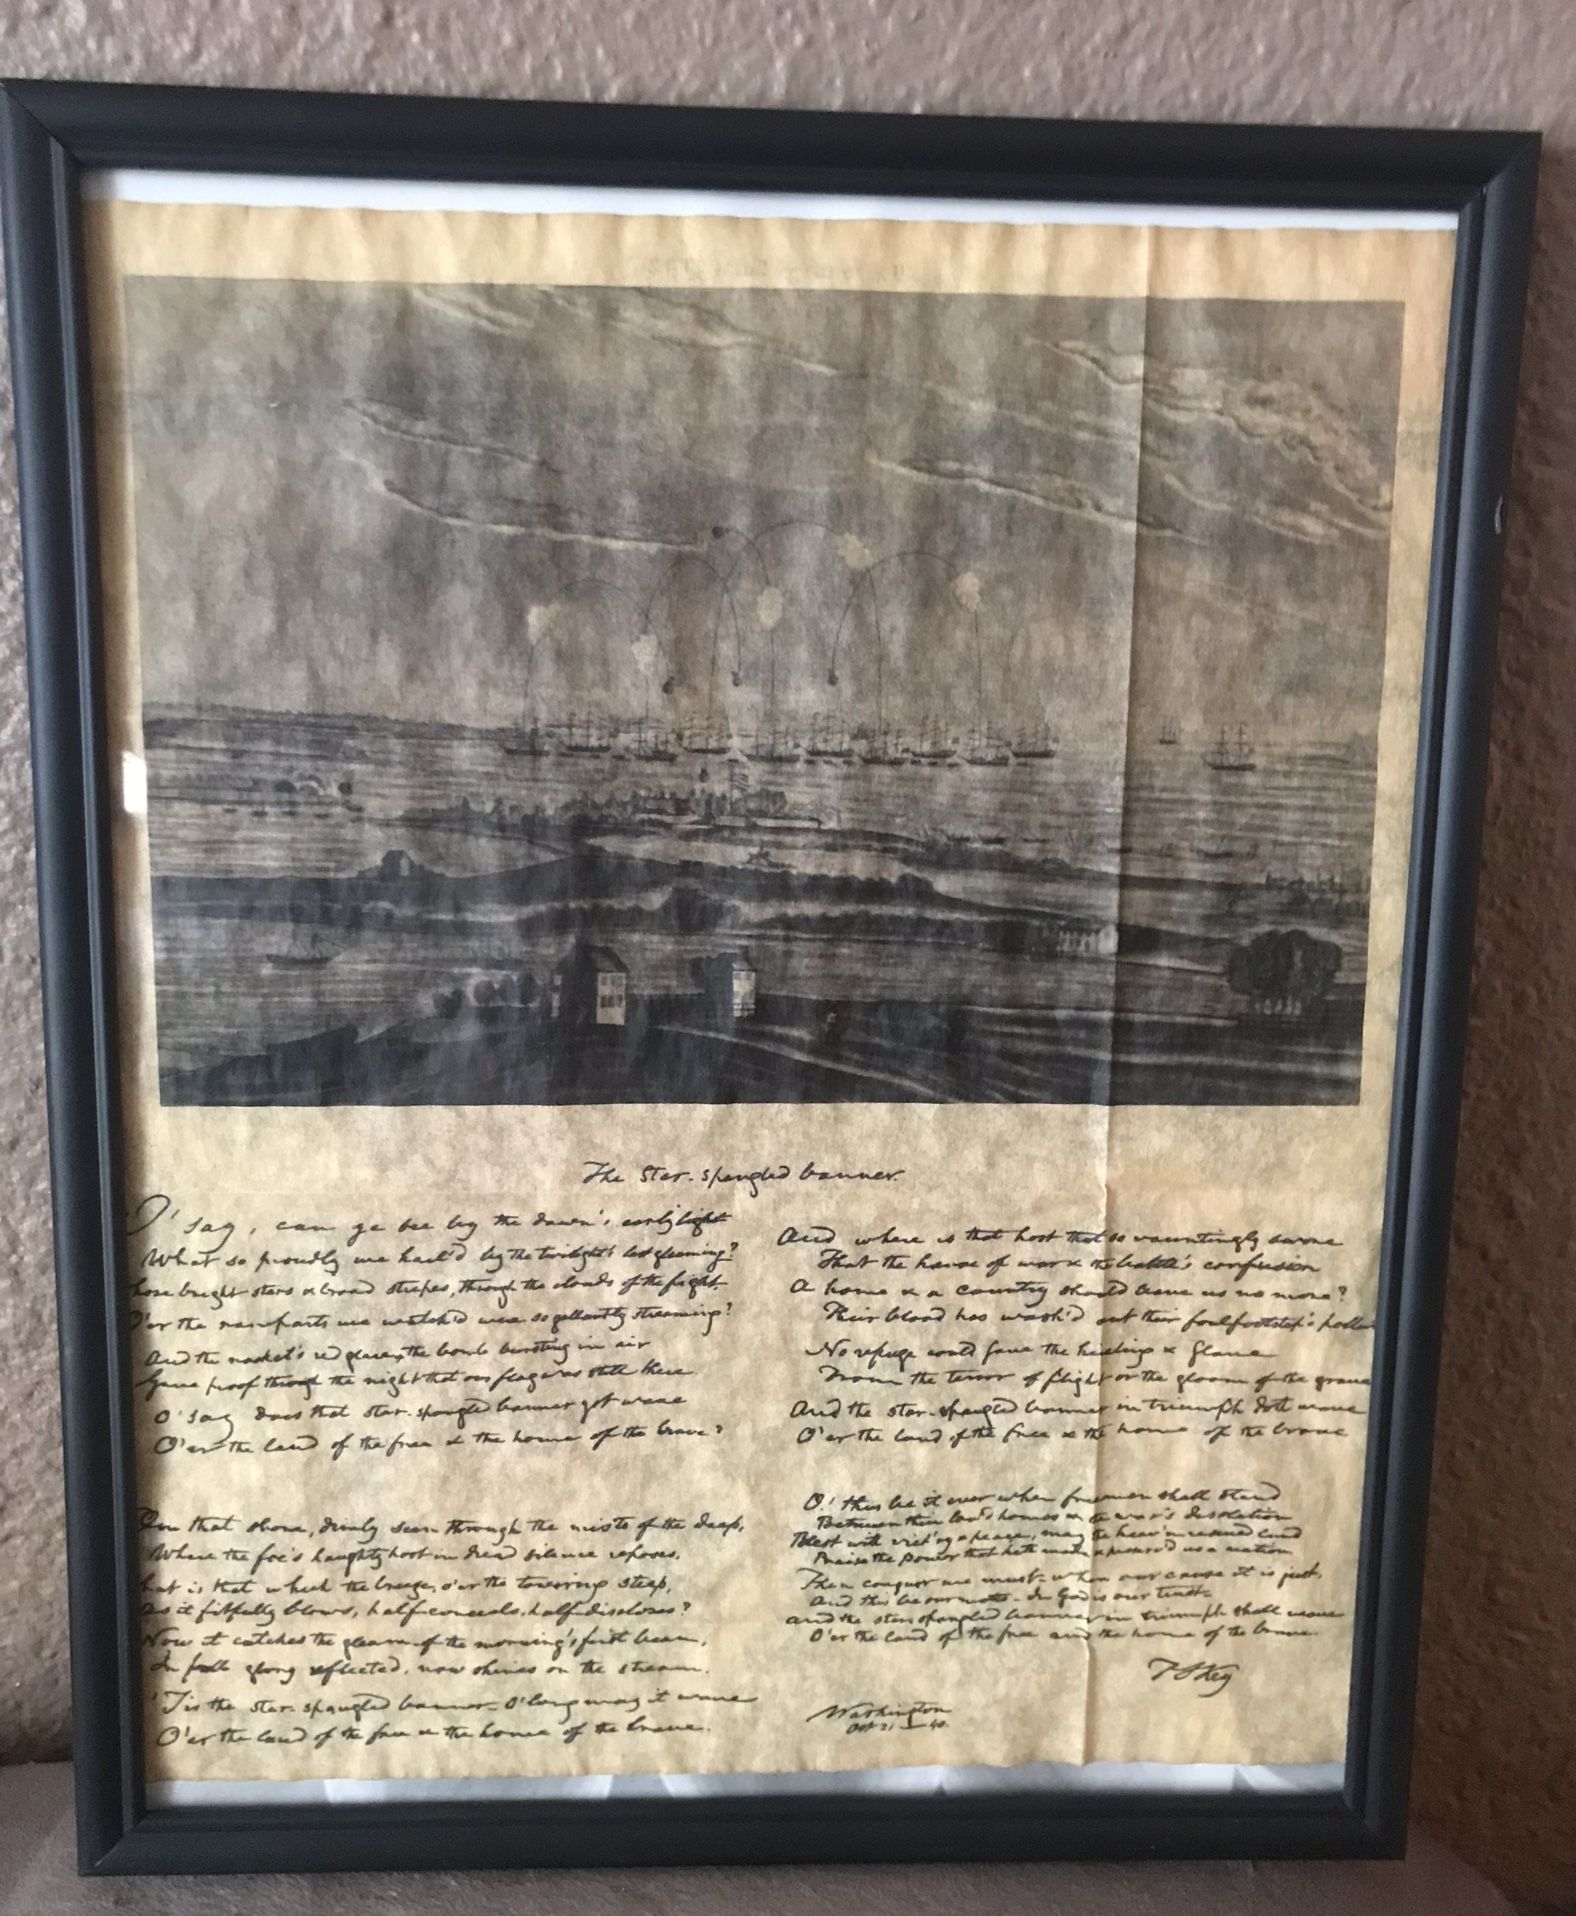 The Star-spangled banner.
O' say, can ye see by the dawn's early light
What so proudly we hail'd by the twilight's last gleaming?
hose bright stars & broad stripes, through the clouds of the fight,
O'er the ramparts we watch'd were so gallantly streaming?
And the rocket's red glare, the bomb bursting in air
Gave proof through the night that our flag was still there
O' say does that star-spangled banner yet wave
O'er the land of the free & the home of the brave?
On that shore, dimly seen through the mists of the deep,
Where the foe's haughty host in dread silence reposes,
hat is that which the breeze, o'er the towering steep,
As it fitfully blows, half-conceals, half-discloses?
Now it catches the gleam of the morning's first beam,
In full glory reflected, now shines on the stream.
'Tis the star-spangled banner - O' long may it wave
O'er the land of the free & the home of the brave.
And where is that host that so vauntingly swore
That the havoc of war & the battle's confusion
A home & a country should leave us no more?
Their blood has wash'd out their foul footstep's pollu
No refuge could save the hireling & slave
From the terror of flight or the gloom of the grave
And the star-spangled banner in triumph doth wave
O'er the land of the free & the home of the brave
O! thus be it ever when freemen shall stand
Between their lov'd homes & the war's desolation
Blest with vict'ry & peace, may the heav'n rescued land
Praise the power that hath made & preserv'd us a nation
Then conquer we must - when our cause it is just,
And this be our motto - In God is our trust -
And the star-spangled banner in triumph shall wave
O'er the land of the free and the home of the brave.
F S Key
Washington
Oct 21 - 40